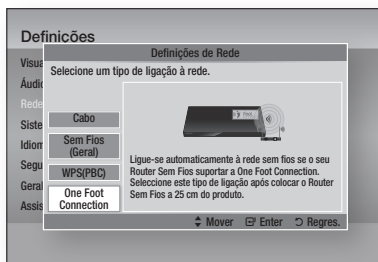 Definições
Definições de Rede
Visua
Selecione um tipo de ligação à rede.
Áudio
Rede
Siste
Idiom
Segu
Geral
Assis
Cabo
Sem Fios
(Geral)
WPS(PBC)
One Foot
Connection
Ligue-se automaticamente à rede sem fios se o seu
Router Sem Fios suportar a One Foot Connection.
Seleccione este tipo de ligação após colocar o Router
Sem Fios a 25 cm do produto.
Mover Enter Regres.